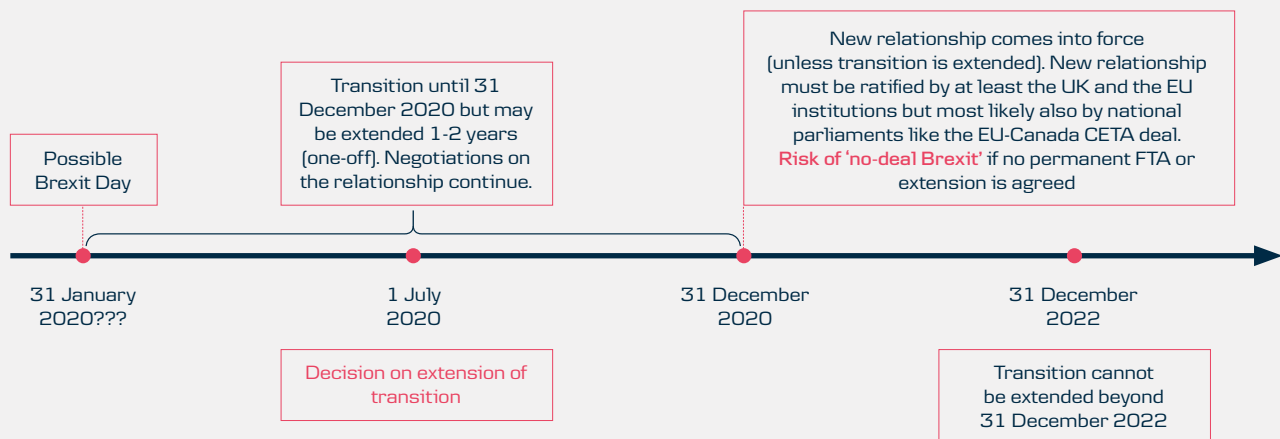 Possible
Brexit Day
Transition until 31
December 2020 but may
be extended 1-2 years
(one-off). Negotiations on
the relationship continue.
New relationship comes into force
(unless transition is extended). New relationship
must be ratified by at least the UK and the EU
institutions but most likely also by national
parliaments like the EU-Canada CETA deal.
Risk of ‘no-deal Brexit’ if no permanent FTA or
extension is agreed
31 January
2020???
1 July
2020
31 December
2020
31 December
2022
Decision on extension of
transition
Transition cannot
be extended beyond
31 December 2022